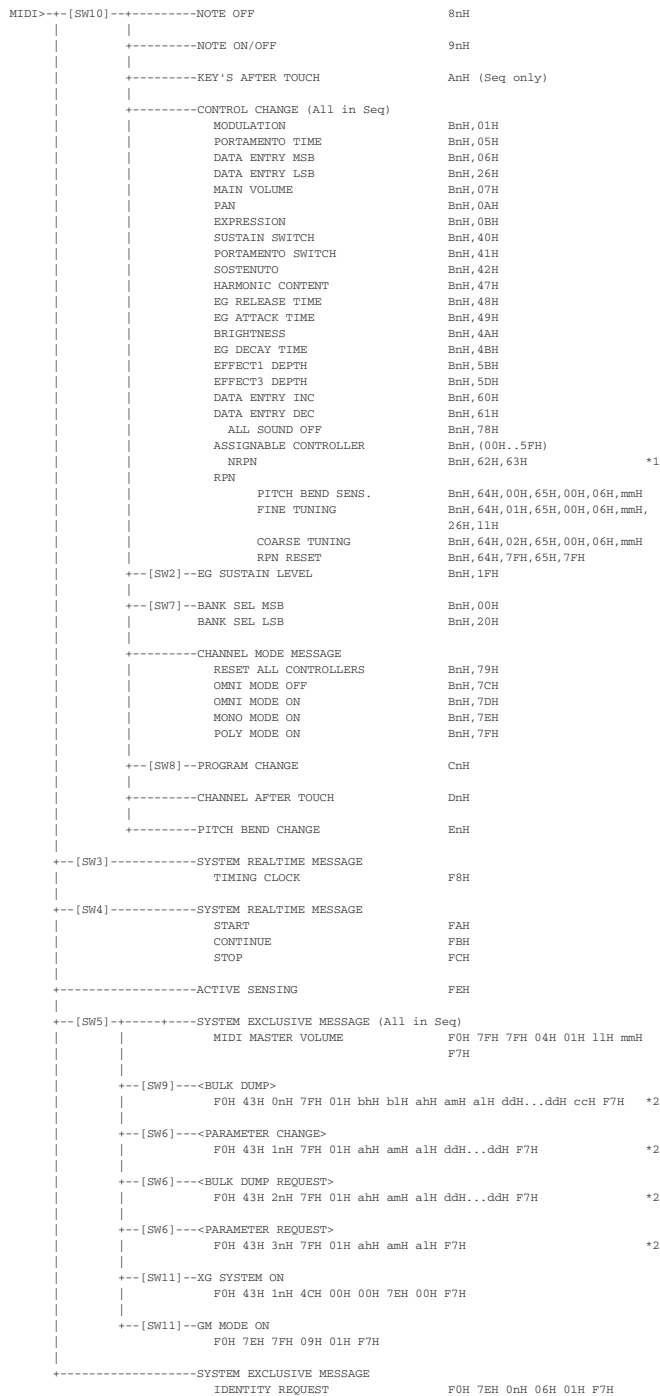 MIDI>-+-[SW10]--+---------NOTE OFF 8nH
+---------NOTE ON/OFF 9nH
+---------KEY'S AFTER TOUCH AnH (Seq only)
+---------CONTROL CHANGE (All in Seq)
MODULATION BnH,01H
PORTAMENTO TIME BnH,05H
DATA ENTRY MSB BnH,06H
DATA ENTRY LSB BnH,26H
MAIN VOLUME BnH,07H
PAN BnH,0AH
EXPRESSION BnH,0BH
SUSTAIN SWITCH BnH,40H
PORTAMENTO SWITCH BnH,41H
SOSTENUTO BnH,42H
HARMONIC CONTENT BnH,47H
EG RELEASE TIME BnH,48H
EG ATTACK TIME BnH,49H
BRIGHTNESS BnH,4AH
EG DECAY TIME BnH,4BH
EFFECT1 DEPTH BnH,5BH
EFFECT3 DEPTH BnH,5DH
DATA ENTRY INC BnH,60H
DATA ENTRY DEC BnH,61H
ALL SOUND OFF BnH,78H
ASSIGNABLE CONTROLLER BnH,(00H..5FH)
NRPN BnH,62H,63H *1
RPN
PITCH BEND SENS. BnH,64H,00H,65H,00H,06H,mmH
FINE TUNING BnH,64H,01H,65H,00H,06H,mmH,
26H,llH
COARSE TUNING BnH,64H,02H,65H,00H,06H,mmH
RPN RESET BnH,64H,7FH,65H,7FH
+--[SW2]--EG SUSTAIN LEVEL BnH,1FH
+--[SW7]--BANK SEL MSB BnH,00H
BANK SEL LSB BnH,20H
+---------CHANNEL MODE MESSAGE
RESET ALL CONTROLLERS BnH,79H
OMNI MODE OFF BnH,7CH
OMNI MODE ON BnH,7DH
MONO MODE ON BnH,7EH
POLY MODE ON BnH,7FH
+--[SW8]--PROGRAM CHANGE CnH
+---------CHANNEL AFTER TOUCH DnH
+---------PITCH BEND CHANGE EnH
+--[SW3]------------SYSTEM REALTIME MESSAGE
TIMING CLOCK F8H
+--[SW4]------------SYSTEM REALTIME MESSAGE
START FAH
CONTINUE FBH
STOP FCH
+-------------------ACTIVE SENSING FEH
+--[SW5]-+-----+----SYSTEM EXCLUSIVE MESSAGE (All in Seq)
MIDI MASTER VOLUME F0H 7FH 7FH 04H 01H llH mmH
F7H
+--[SW9]---<BULK DUMP>
F0H 43H 0nH 7FH 01H bhH blH ahH amH alH ddH...ddH ccH F7H *2
+--[SW6]---<PARAMETER CHANGE>
F0H 43H 1nH 7FH 01H ahH amH alH ddH...ddH F7H *2
+--[SW6]---<BULK DUMP REQUEST>
F0H 43H 2nH 7FH 01H ahH amH alH ddH...ddH F7H *2
+--[SW6]---<PARAMETER REQUEST>
F0H 43H 3nH 7FH 01H ahH amH alH F7H *2
+--[SW11]--XG SYSTEM ON
F0H 43H 1nH 4CH 00H 00H 7EH 00H F7H
+--[SW11]--GM MODE ON
F0H 7EH 7FH 09H 01H F7H
+-------------------SYSTEM EXCLUSIVE MESSAGE
IDENTITY REQUEST F0H 7EH 0nH 06H 01H F7H